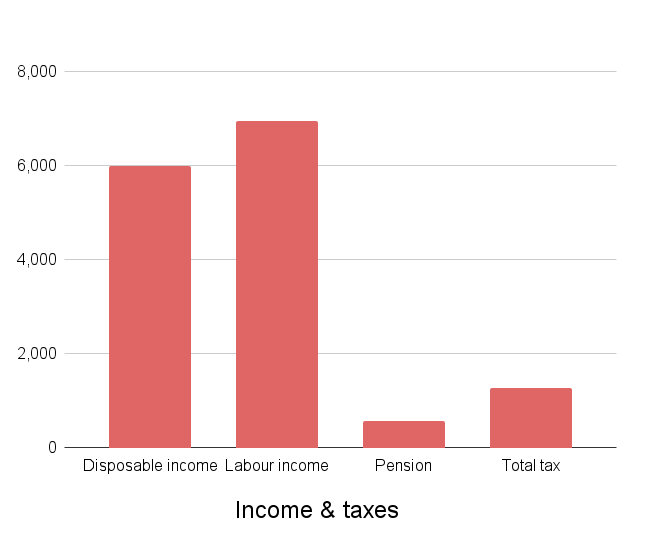 8,000
6,000
4,000
2,000
0
Disposable income Labour income Pension Total tax
Income & taxes